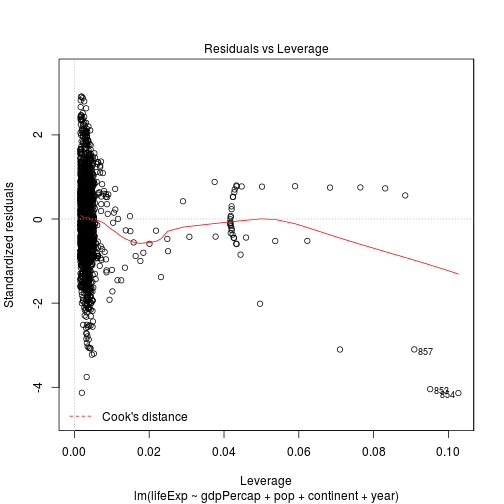 Residuals vs Leverage
Standardized residuals
2
0
-2
-4
857
853
854
Cook's distance
0.00 0.02 0.04 0.06 0.08 0.10
Leverage
lm(lifeExp ~ gdpPercap + pop + continent + year)